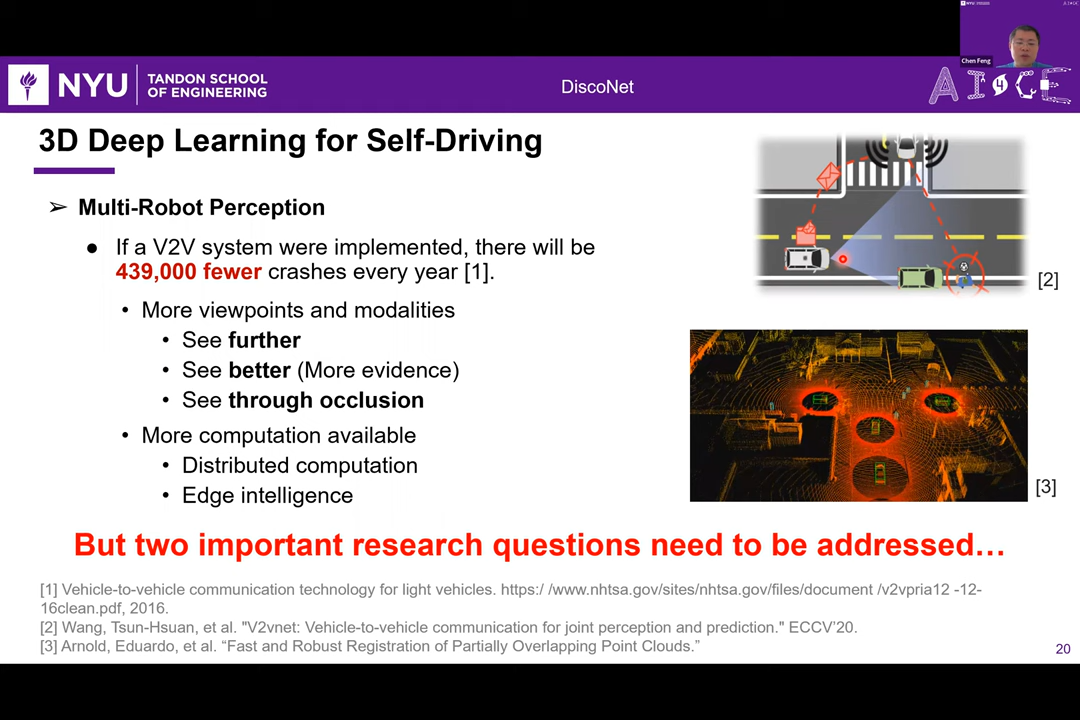 NYU
TANDON SCHOOL
OF ENGINEERING
DiscoNet
Chen Feng
AI4CE
3D Deep Learning for Self-Driving
➢ Multi-Robot Perception
● If a V2V system were implemented, there will be
439,000 fewer crashes every year [1].
• More viewpoints and modalities
• See further
• See better (More evidence)
• See through occlusion
• More computation available
• Distributed computation
• Edge intelligence
[2]
[3]
But two important research questions need to be addressed…
[1] Vehicle-to-vehicle communication technology for light vehicles. https:/ /www.nhtsa.gov/sites/nhtsa.gov/files/document /v2vpria12 -12-
16clean.pdf, 2016.
[2] Wang, Tsun-Hsuan, et al. "V2vnet: Vehicle-to-vehicle communication for joint perception and prediction." ECCV’20.
[3] Arnold, Eduardo, et al. “Fast and Robust Registration of Partially Overlapping Point Clouds.”
20